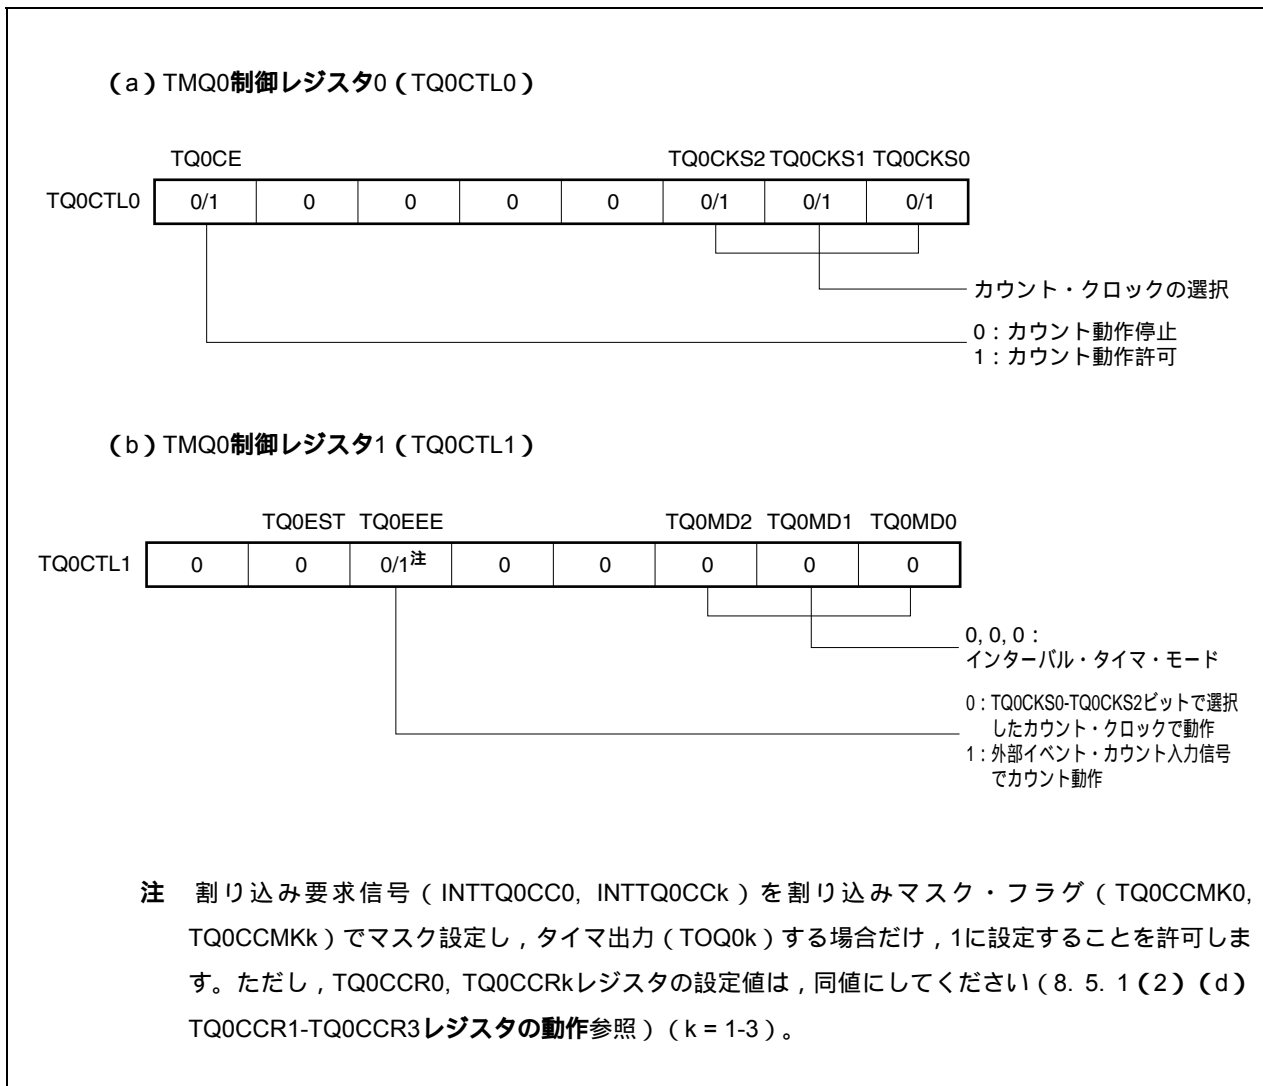 (a)TMQ0制御レジスタ0(TQ0CTL0)
TQ0CE TQ0CKS2 TQ0CKS1 TQ0CKS0
TQ0CTL0 0/1 0 0 0 0 0/1 0/1 0/1
カウント・クロックの選択
0:カウント動作停止
1:カウント動作許可
(b)TMQ0制御レジスタ1(TQ0CTL1)
TQ0EST TQ0EEE TQ0MD2 TQ0MD1 TQ0MD0
TQ0CTL1 0 0 0/1注 0 0 0 0 0
0, 0, 0:
インターバル・タイマ・モード
0:TQ0CKS0-TQ0CKS2ビットで選択
したカウント・クロックで動作
1:外部イベント・カウント入力信号
でカウント動作
注 割り込み要求信号(INTTQ0CC0, INTTQ0CCk)を割り込みマスク・フラグ(TQ0CCMK0,
TQ0CCMKk)でマスク設定し,タイマ出力(TOQ0k)する場合だけ,1に設定することを許可しま
す。ただし,TQ0CCR0, TQ0CCRkレジスタの設定値は,同値にしてください(8. 5. 1(2)(d)
TQ0CCR1-TQ0CCR3レジスタの動作参照)(k = 1-3)。